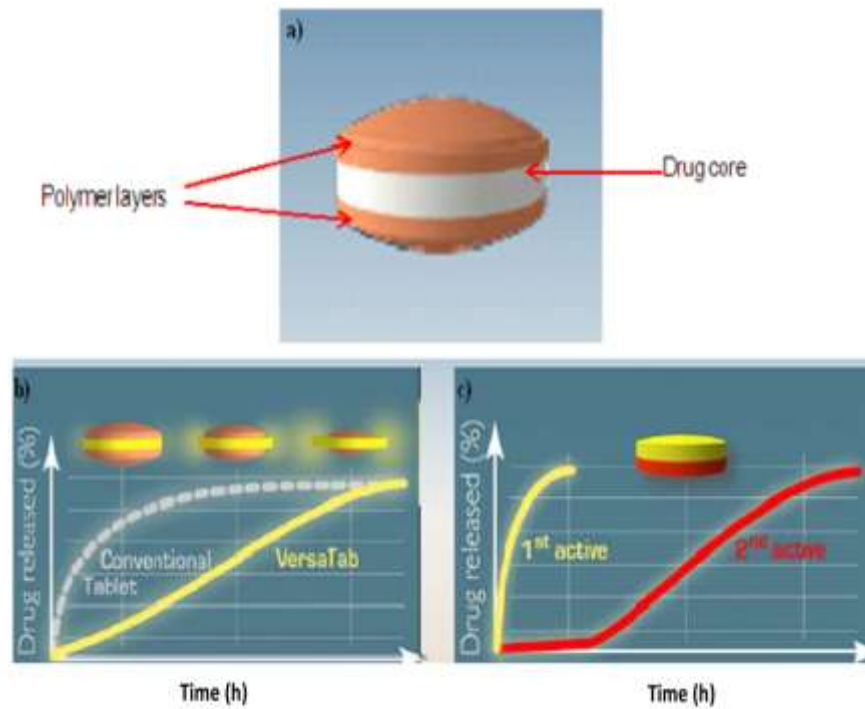 a)
Polymer layers
Drug core
b)
Drug released (%)
Conventional
Tablet
VersaTab
Time (h)
c)
Drug released (%)
1st active
2nd active
Time (h)